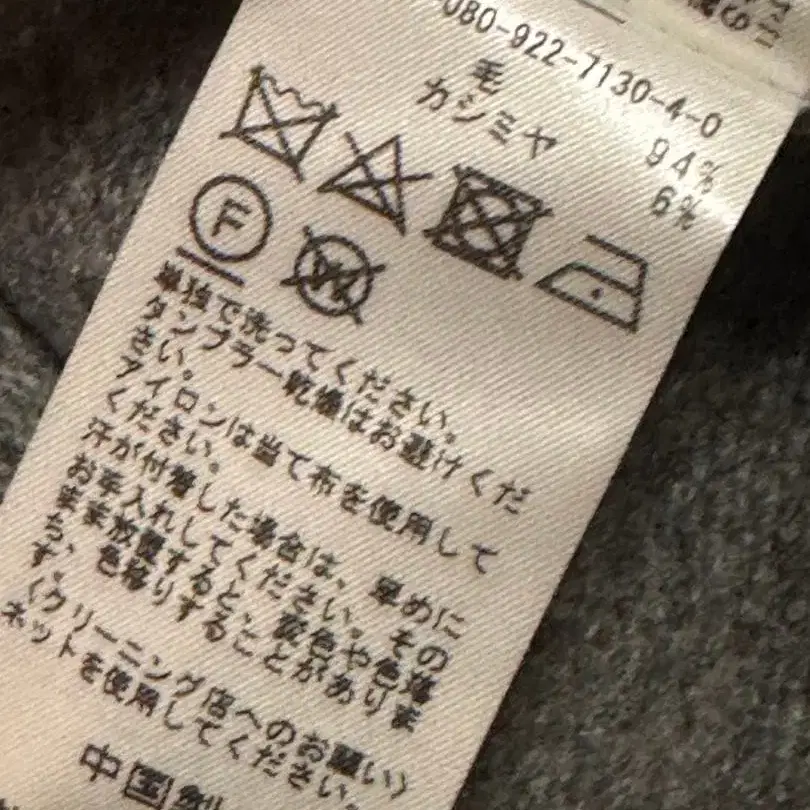 080-922-7130-4-0
毛 94%
カシミヤ 6%
F
W
単独で洗ってください。
タンブラー乾燥はお避けくだ
さい。
アイロンは当て布を使用して
ください。
汗が付着した場合は、早めに
お手入れしてください。その
まま放置すると、変色や色落
ち、色移りすることがありま
す。
〈クリーニング店へのお願い〉
ネットを使用してください。
中国製